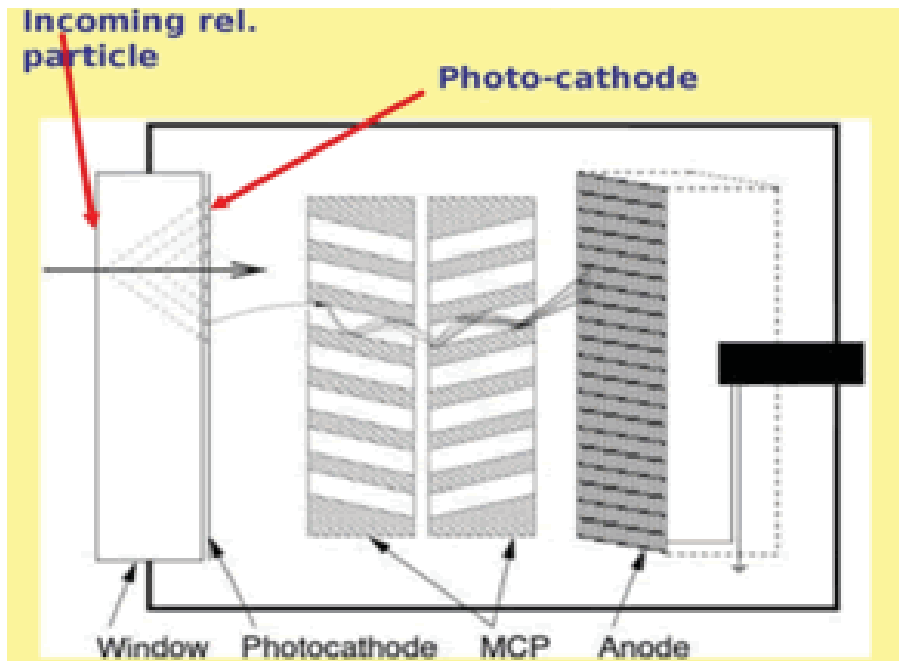 Incoming rel.
particle
Photo-cathode
Window Photocathode MCP Anode